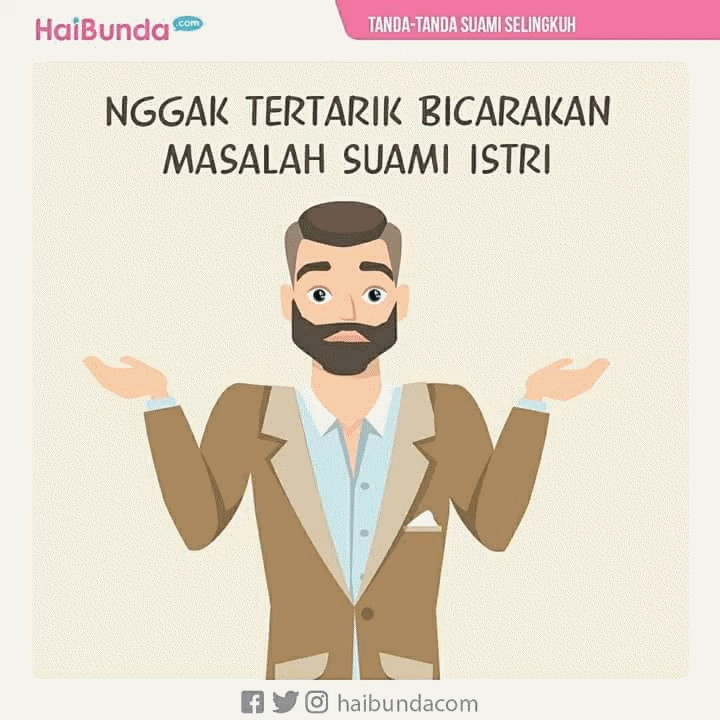 HaiBunda.com
TANDA-TANDA SUAMI SELINGKUH
NGGAK TERTARIK BICARAKAN
MASALAH SUAMI ISTRI
haibundacom